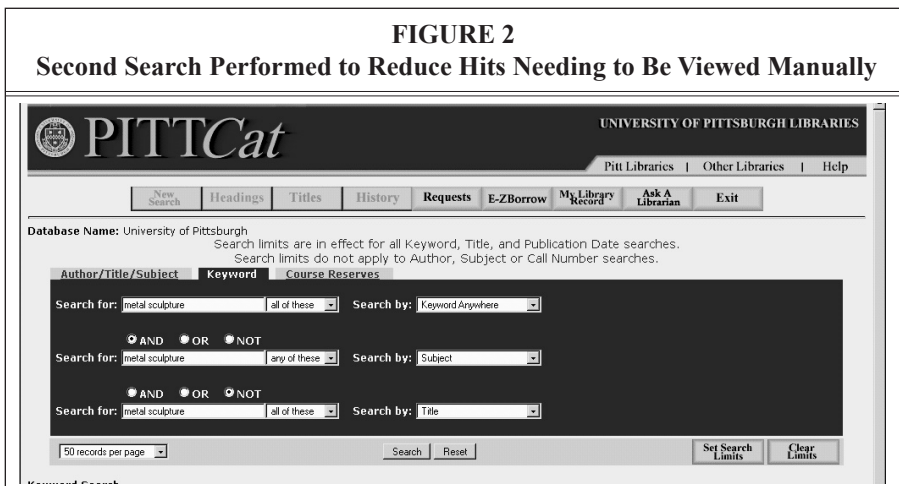 FIGURE 2
Second Search Performed to Reduce Hits Needing to Be Viewed Manually
PITTCat
UNIVERSITY OF PITTSBURGH LIBRARIES
Pitt Libraries | Other Libraries | Help
New Search Headings Titles History Requests E-ZBorrow My Library Record Ask A Librarian Exit
Database Name: University of Pittsburgh
Search limits are in effect for all Keyword, Title, and Publication Date searches.
Search limits do not apply to Author, Subject or Call Number searches.
Author/Title/Subject Keyword Course Reserves
Search for: metal sculpture all of these Search by: Keyword Anywhere
AND OR NOT
Search for: metal sculpture any of these Search by: Subject
AND OR NOT
Search for: metal sculpture all of these Search by: Title
50 records per page Search Reset Set Search Limits Clear Limits
Keyword Search